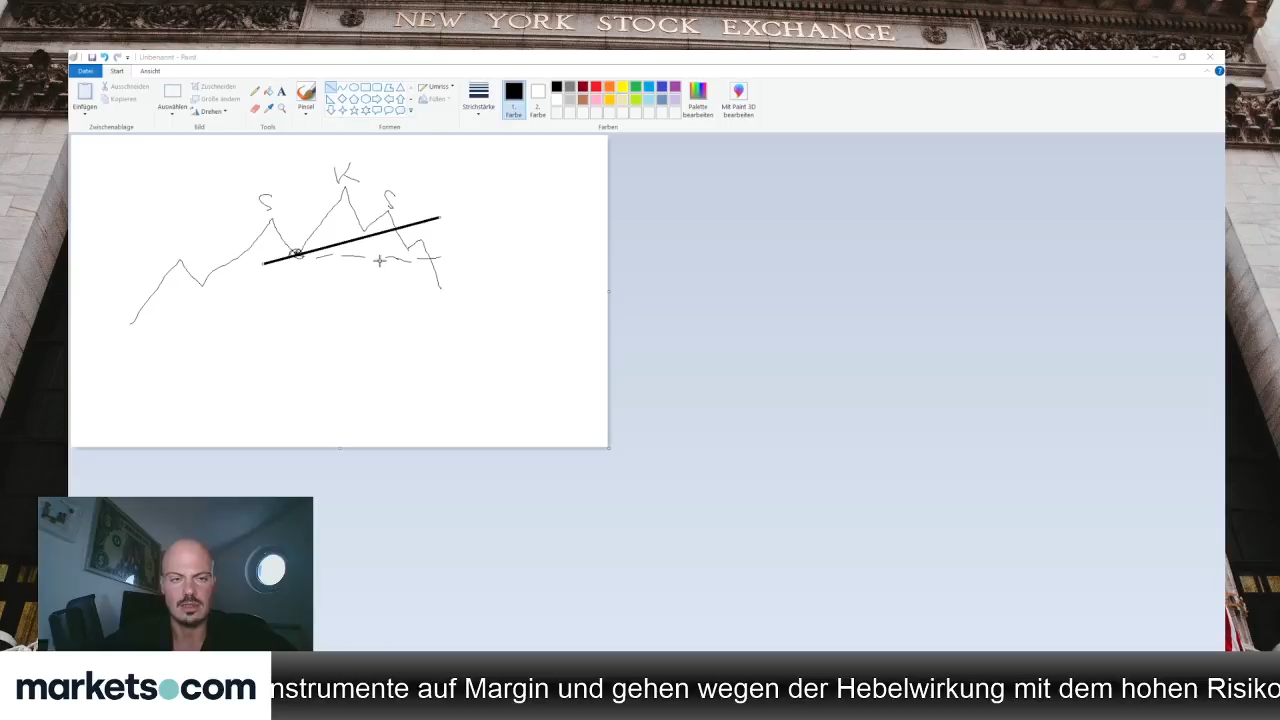 NEW YORK STOCK EXCHANGE
Unbenannt - Paint
Datei Start Ansicht
Einfügen
Ausschneiden
Kopieren
Zwischenablage
Auswählen
Zuschneiden
Größe ändern
Drehen
Bild
Tools
Pinsel
Umriss
Füllen
Formen
Strichstärke
1. Farbe
2. Farbe
Palette bearbeiten
Mit Paint 3D bearbeiten
Farben
S K S
markets.com
nstrumente auf Margin und gehen wegen der Hebelwirkung mit dem hohen Risiko